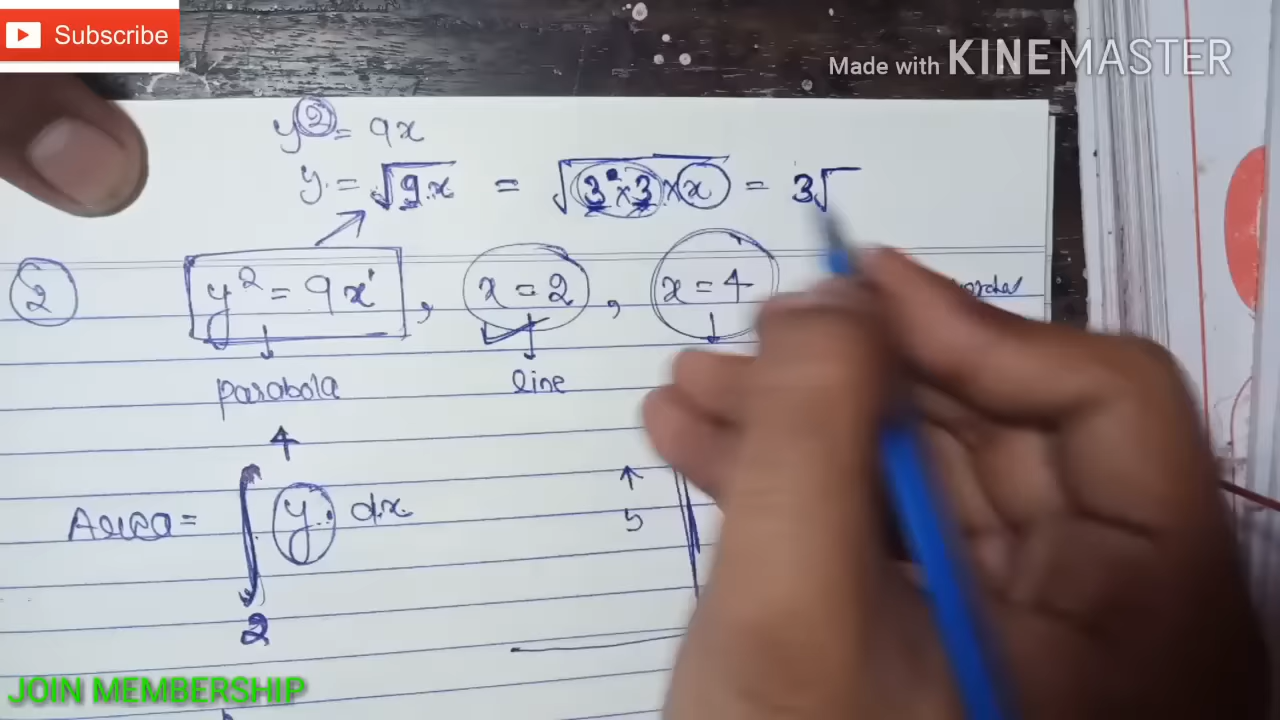 Subscribe
Made with KINEMASTER
y² = 9x
y = √9.x = √3×3×x = 3√
2 y² = 9x , x = 2 , x = 4
parabola line
4
Area = ∫ y. dx
5
2
JOIN MEMBERSHIP